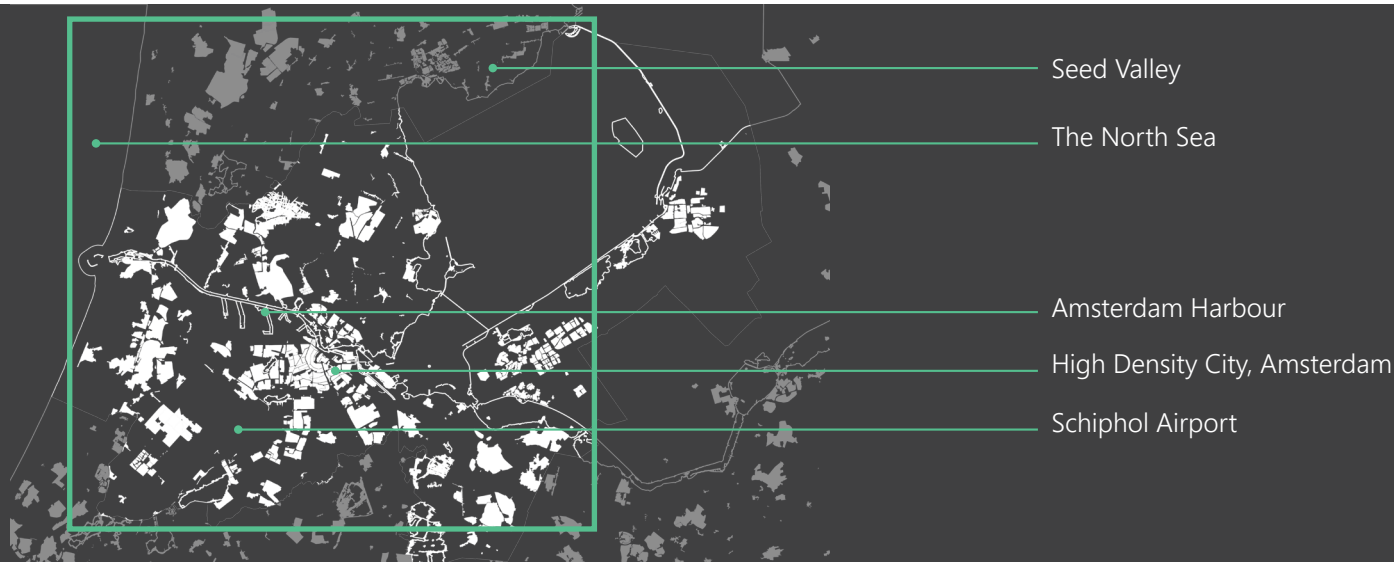 Seed Valley
The North Sea
Amsterdam Harbour
High Density City, Amsterdam
Schiphol Airport